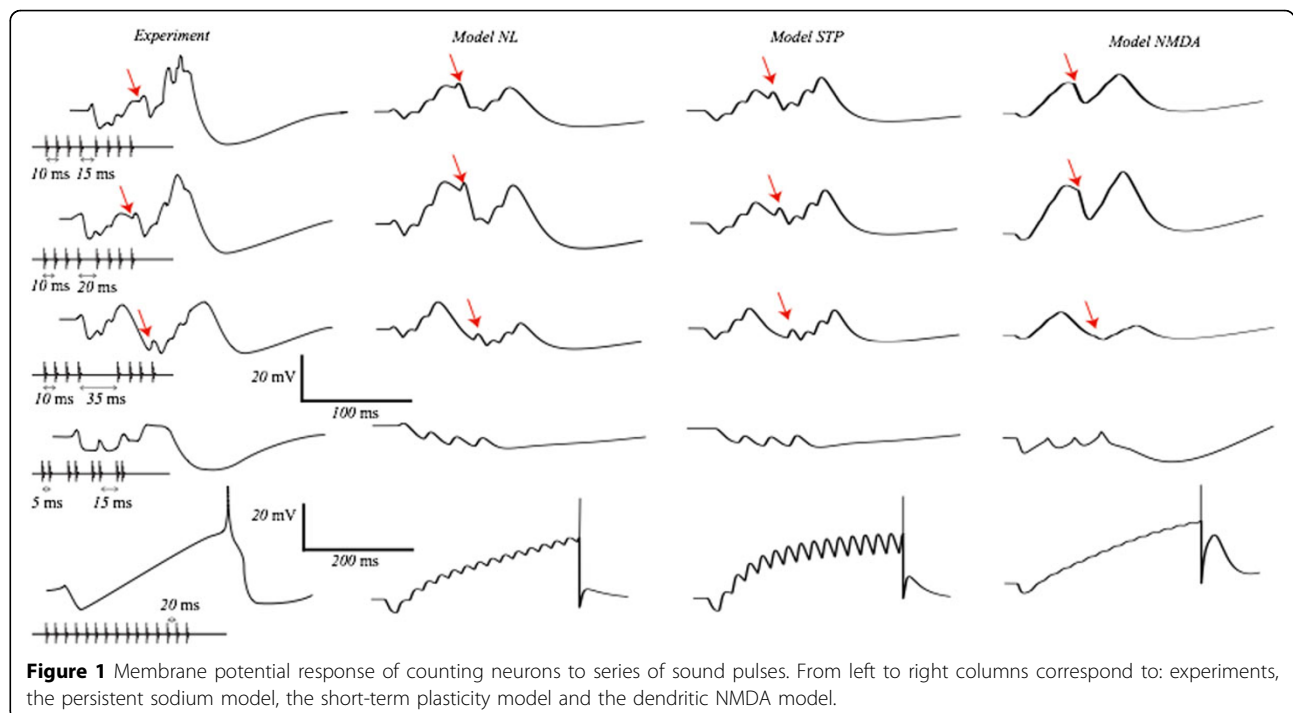 Experiment
Model NL
Model STP
Model NMDA
10 ms 15 ms
10 ms 20 ms
10 ms 35 ms
20 mV
100 ms
5 ms 15 ms
20 mV
200 ms
20 ms
Figure 1 Membrane potential response of counting neurons to series of sound pulses. From left to right columns correspond to: experiments,
the persistent sodium model, the short-term plasticity model and the dendritic NMDA model.